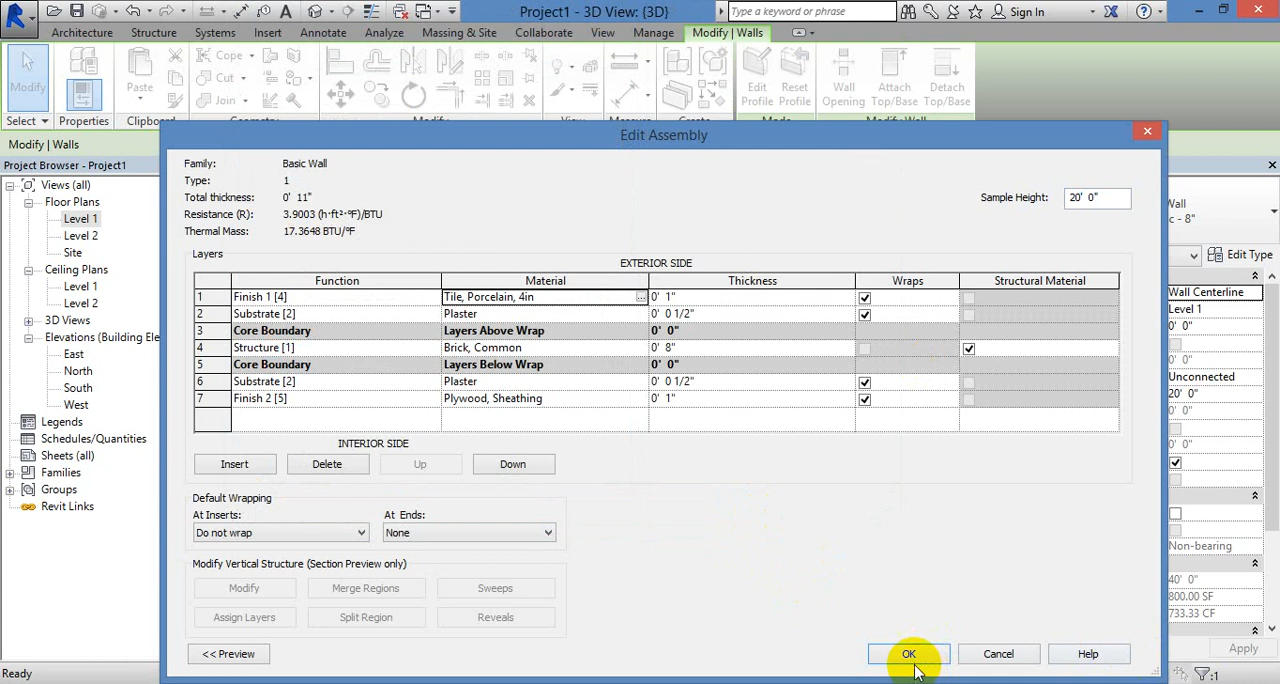 Project1 - 3D View: {3D}
Type a keyword or phrase
Sign In
Architecture Structure Systems Insert Annotate Analyze Massing & Site Collaborate View Manage Modify | Walls
Modify
Properties
Paste
Cope
Cut
Join
Edit Profile
Reset Profile
Wall Opening
Attach Top/Base
Detach Top/Base
Select Properties Clipboard
Modify | Walls
Project Browser - Project1
Views (all)
Floor Plans
Level 1
Level 2
Site
Ceiling Plans
Level 1
Level 2
3D Views
Elevations (Building Ele
East
North
South
West
Legends
Schedules/Quantities
Sheets (all)
Families
Groups
Revit Links
Ready
Edit Assembly
Family: Basic Wall
Type: 1
Total thickness: 0' 11"
Resistance (R): 3.9003 (h·ft²·°F)/BTU
Thermal Mass: 17.3648 BTU/°F
Sample Height: 20' 0"
Layers
EXTERIOR SIDE
Function Material Thickness Wraps Structural Material
1 Finish 1 [4] Tile, Porcelain, 4in 0' 1"
2 Substrate [2] Plaster 0' 0 1/2"
3 Core Boundary Layers Above Wrap 0' 0"
4 Structure [1] Brick, Common 0' 8"
5 Core Boundary Layers Below Wrap 0' 0"
6 Substrate [2] Plaster 0' 0 1/2"
7 Finish 2 [5] Plywood, Sheathing 0' 1"
INTERIOR SIDE
Insert Delete Up Down
Default Wrapping
At Inserts: At Ends:
Do not wrap None
Modify Vertical Structure (Section Preview only)
Modify Merge Regions Sweeps
Assign Layers Split Region Reveals
<< Preview OK Cancel Help
Wall
c - 8"
Edit Type
Wall Centerline
Level 1
0' 0"
0' 0"
Unconnected
20' 0"
0' 0"
0' 0"
Non-bearing
40' 0"
800.00 SF
733.33 CF
Apply
:1